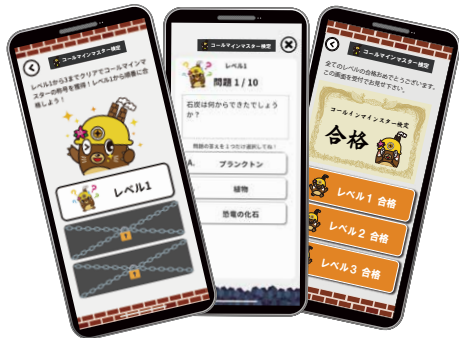 コールマインマスター検定
レベル1から3までクリアでコールマインマ
スターの称号を獲得！レベル1から順番に合
格しよう！
レベル1
コールマインマスター検定
レベル1
問題 1 / 10
石炭は何からできたでしょう
か？
問題の答えを1つだけ選択してね！
A.
プランクトン
植物
恐竜の化石
コールマインマスター検定
全てのレベルの合格おめでとうございます。
この画面を受付でお見せ下さい。
コールマインマスター検定
合格
レベル1 合格
レベル2 合格
レベル3 合格